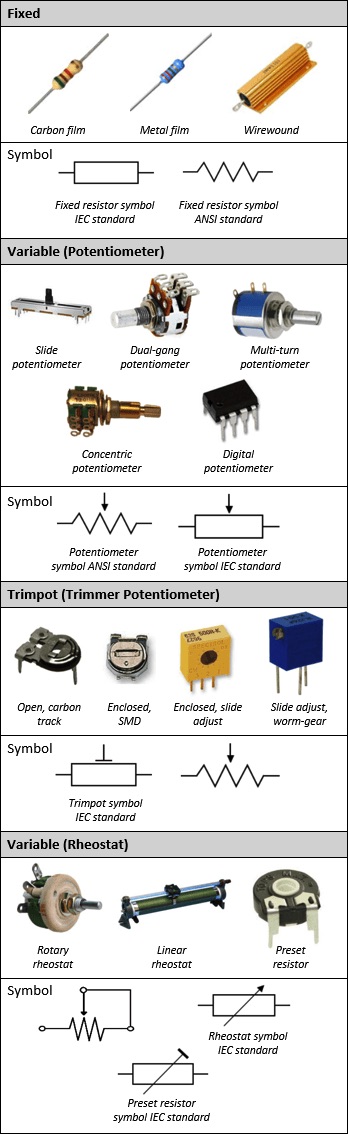 Fixed
Carbon film
Metal film
Wirewound
Symbol
Fixed resistor symbol
IEC standard
Fixed resistor symbol
ANSI standard
Variable (Potentiometer)
Slide
potentiometer
Dual-gang
potentiometer
Multi-turn
potentiometer
Concentric
potentiometer
Digital
potentiometer
Symbol
Potentiometer
symbol ANSI standard
Potentiometer
symbol IEC standard
Trimpot (Trimmer Potentiometer)
Open, carbon
track
Enclosed,
SMD
Enclosed, slide
adjust
Slide adjust,
worm-gear
Symbol
Trimpot symbol
IEC standard
Variable (Rheostat)
Rotary
rheostat
Linear
rheostat
Preset
resistor
Symbol
Rheostat symbol
IEC standard
Preset resistor
symbol IEC standard